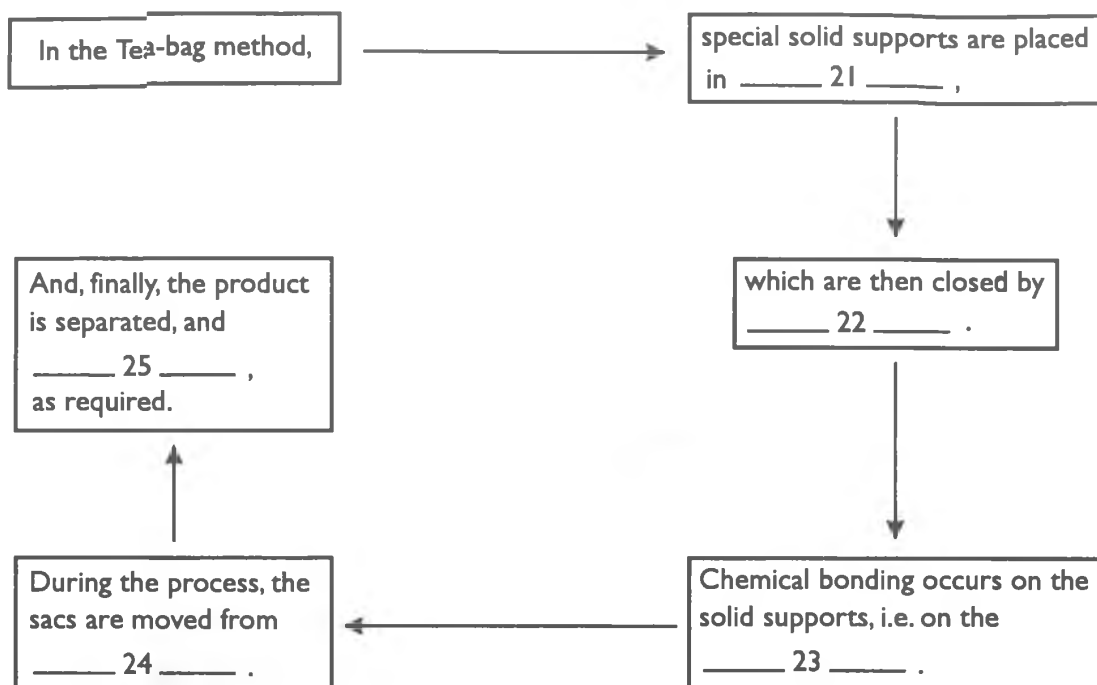 In the Tea-bag method,
special solid supports are placed
in ______ 21 ______ ,
which are then closed by
______ 22 ______ .
Chemical bonding occurs on the
solid supports, i.e. on the
______ 23 ______ .
During the process, the
sacs are moved from
______ 24 ______ .
And, finally, the product
is separated, and
______ 25 ______ ,
as required.